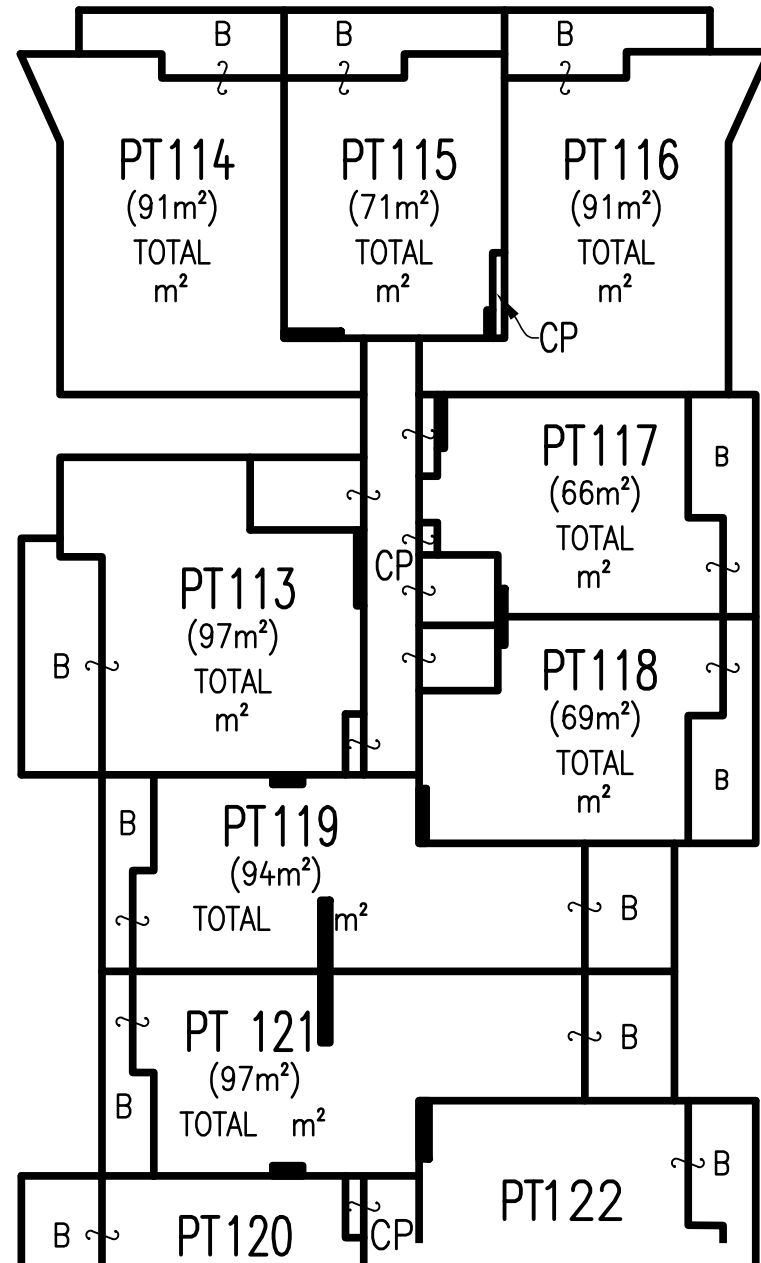 B B B
PT114
(91m²)
TOTAL
m²
PT115
(71m²)
TOTAL
m²
PT116
(91m²)
TOTAL
m²
CP
PT117
(66m²)
TOTAL
m²
B
CP
PT113
(97m²)
TOTAL
m²
B
PT118
(69m²)
TOTAL
m²
B
B
PT119
(94m²)
TOTAL m²
B
PT 121
(97m²)
TOTAL m²
B
B
PT122
B
B
PT120
CP